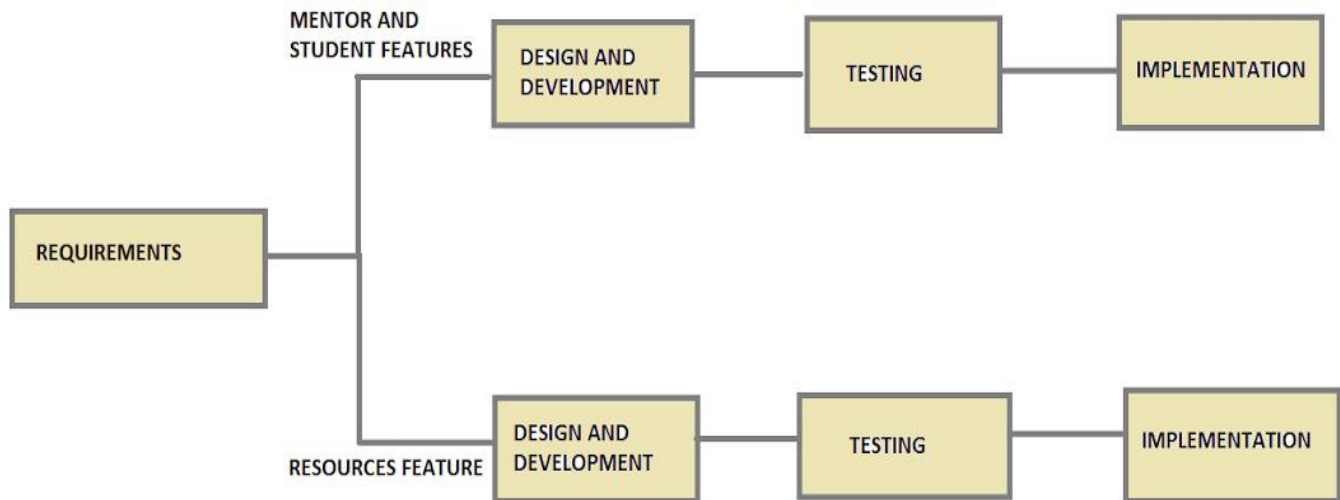 MENTOR AND
STUDENT FEATURES
DESIGN AND
DEVELOPMENT
TESTING
IMPLEMENTATION
REQUIREMENTS
RESOURCES FEATURE
DESIGN AND
DEVELOPMENT
TESTING
IMPLEMENTATION